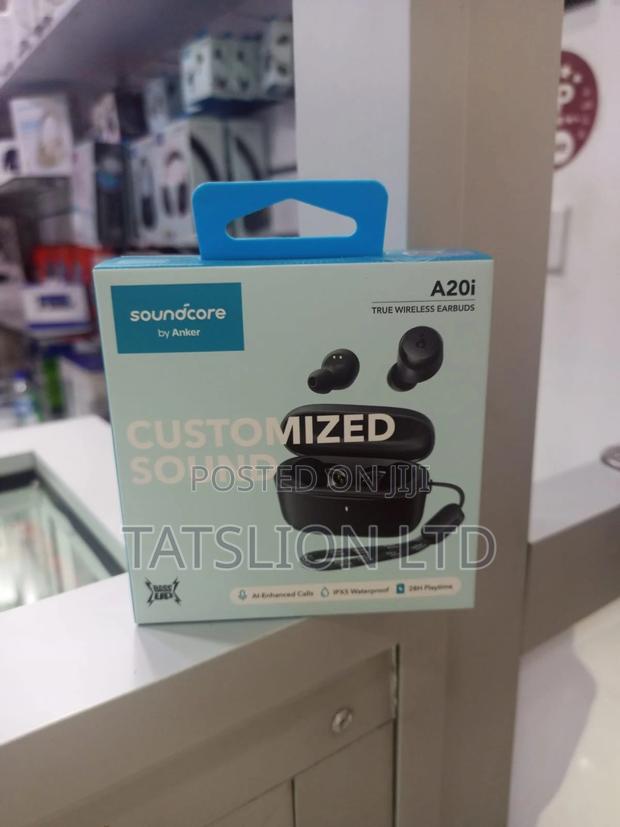 soundcore
by Anker
A20i
TRUE WIRELESS EARBUDS
CUSTOMIZED
SOUND
POSTED ON JIJI
TATSLION LTD
BASS
UP
AI-Enhanced Calls IPX5 Waterproof 28H Playtime